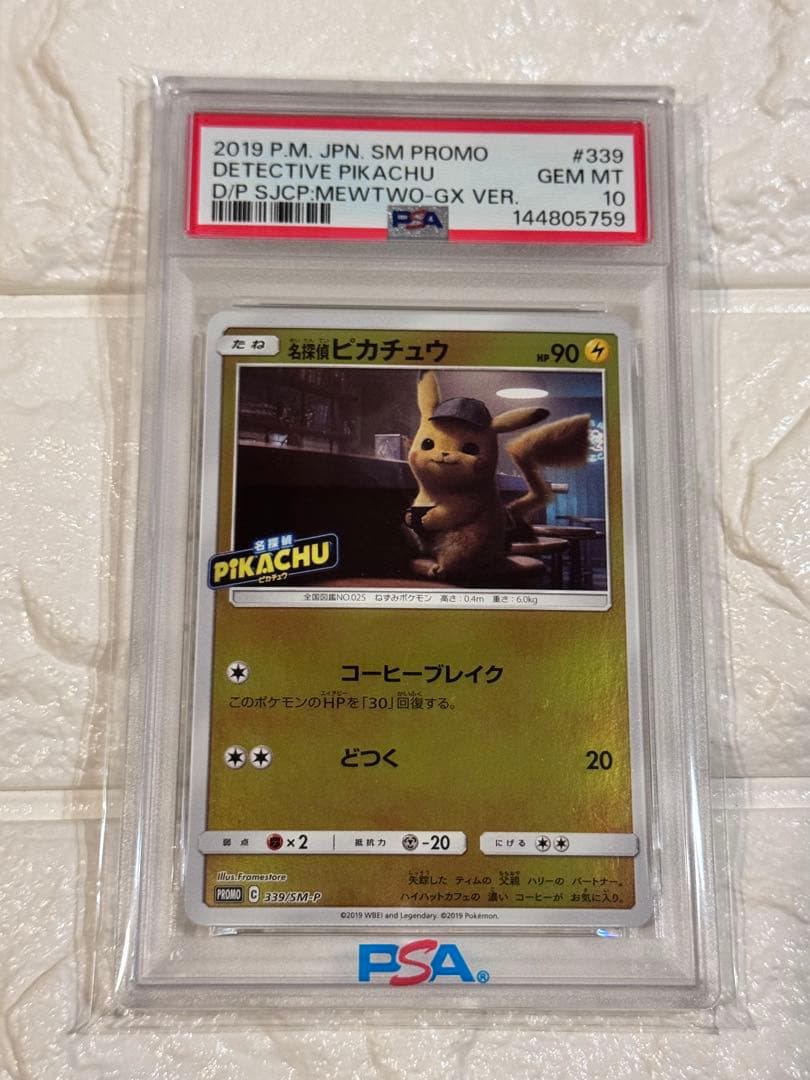 2019 P.M. JPN. SM PROMO #339
DETECTIVE PIKACHU GEM MT
D/P SJCP:MEWTWO-GX VER. 10
PSA 144805759
たね 名探偵ピカチュウ HP 90
名探偵
PiKACHU
ピカチュウ
全国図鑑NO.025 ねずみポケモン 高さ:0.4m 重さ:6.0kg
コーヒーブレイク
このポケモンのHPを「30」回復する。
どつく 20
弱点 ×2 抵抗力 -20 にげる
Illus.Framestore
失踪した ティムの 父親 ハリーの パートナー。
ハイハットカフェの 濃い コーヒーが お気に入り。
PROMO C 339/SM-P
©2019 WBEI and Legendary. ©2019 Pokémon.
PSA®